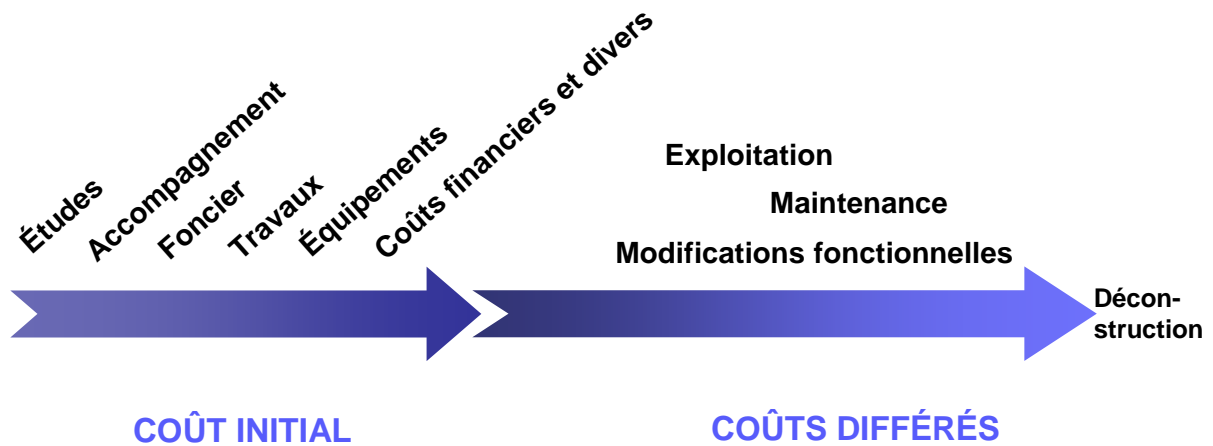 Études
Accompagnement
Foncier
Travaux
Équipements
Coûts financiers et divers
Exploitation
Maintenance
Modifications fonctionnelles
Décon-
struction
COÛT INITIAL
COÛTS DIFFÉRÉS